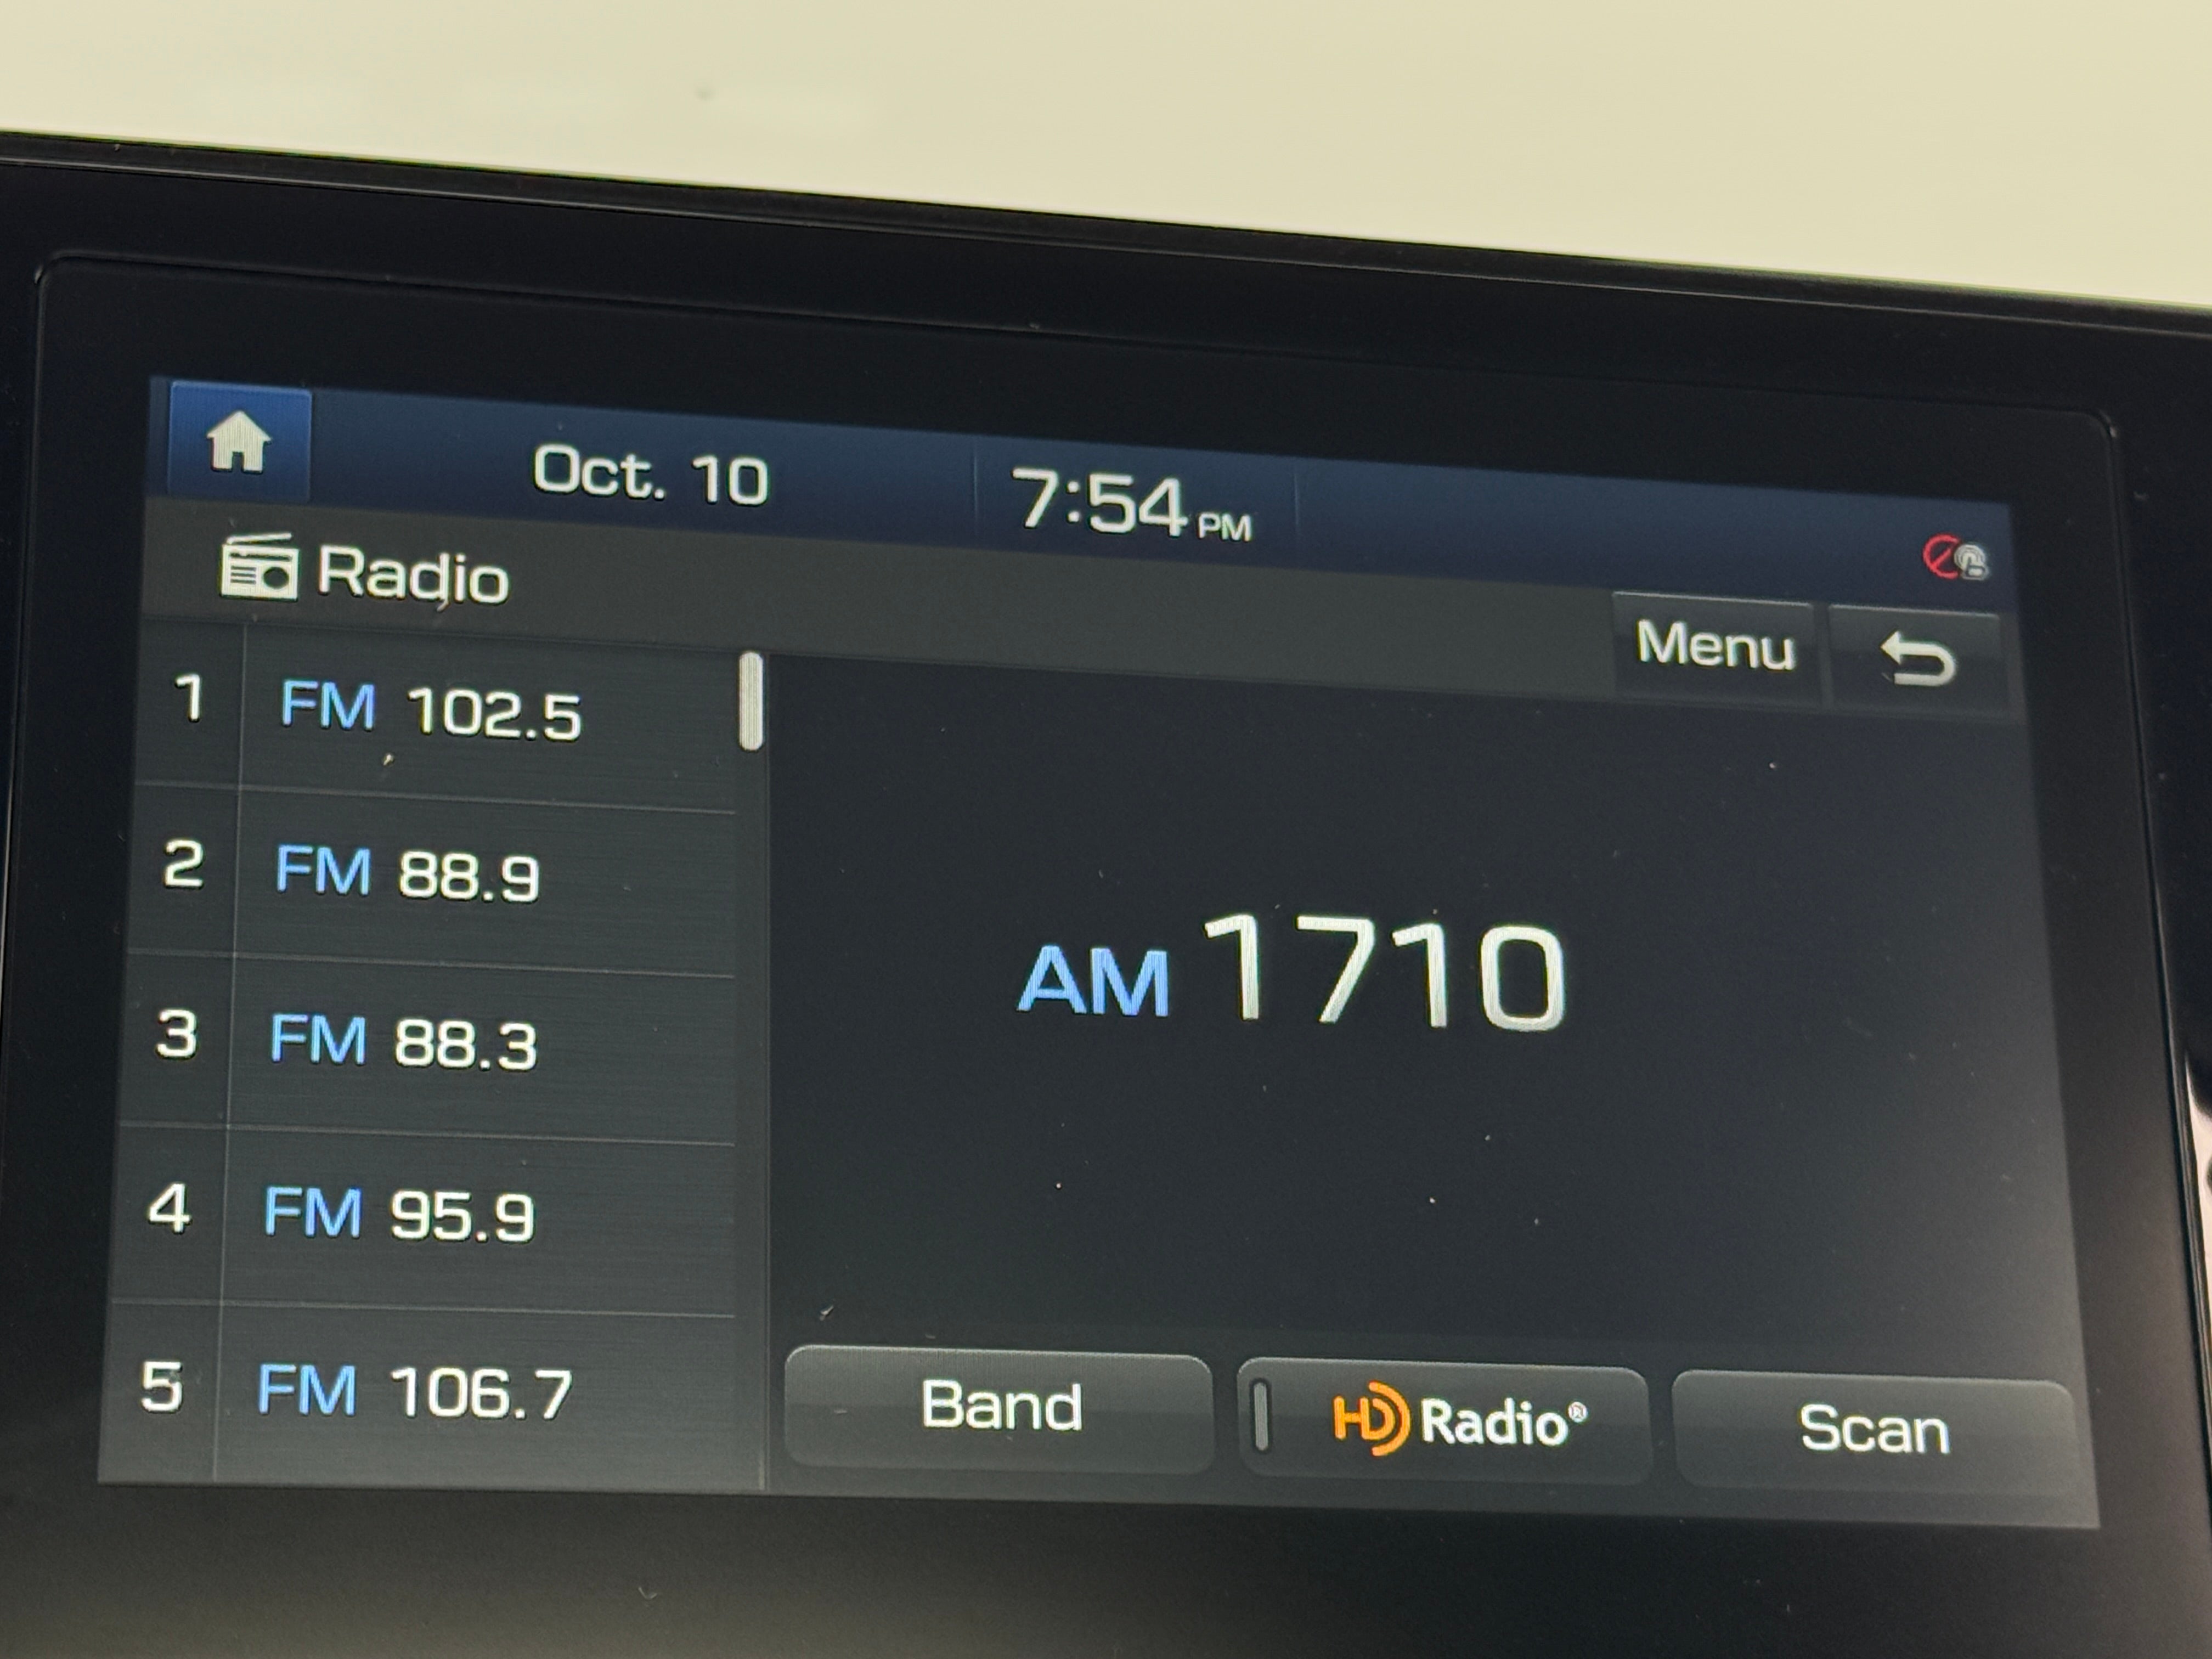 Oct. 10
7:54 PM
Radio
Menu
1 FM 102.5
2 FM 88.9
3 FM 88.3
4 FM 95.9
5 FM 106.7
AM 1710
Band
HD Radio®
Scan